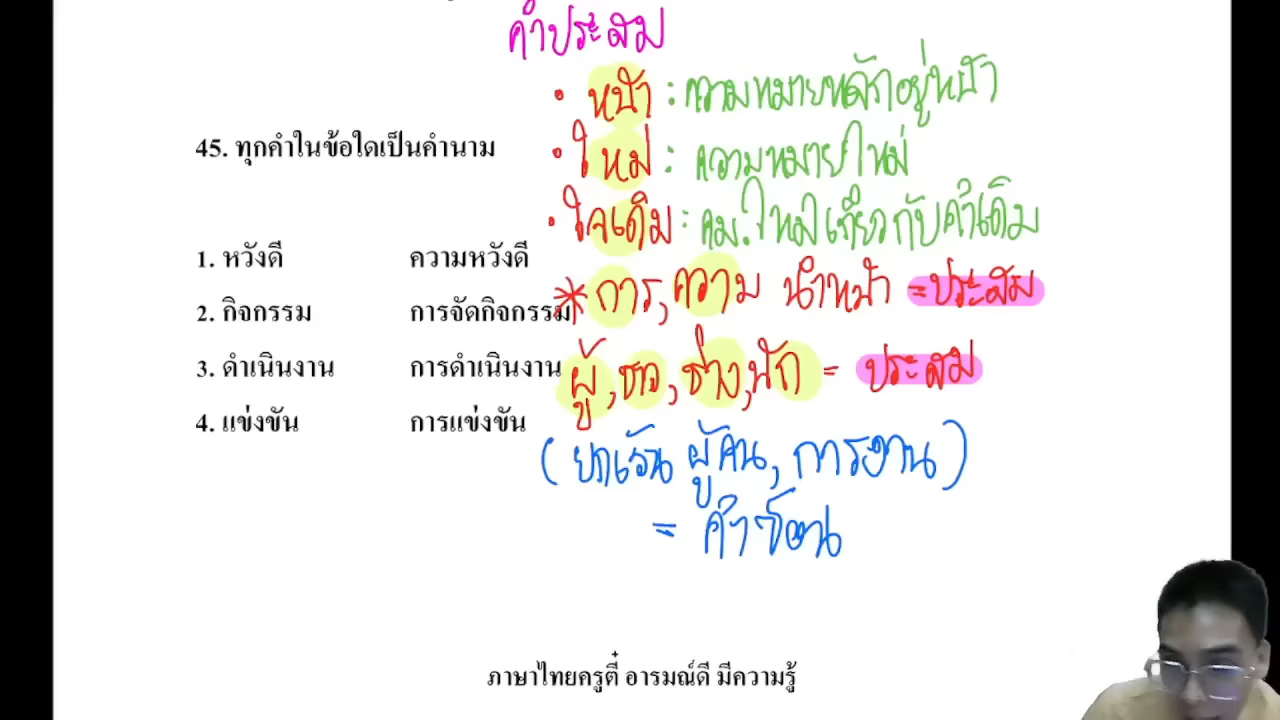 คำประสม
• หน้า : ความหมายหลักอยู่หน้า
45. ทุกคำในข้อใดเป็นคำนาม
• ใหม่ : ความหมายใหม่
• ใจเดิม : คม.ใหม่เกี่ยวกับคำเดิม
1. หวังดี ความหวังดี
* การ, ความ นำหน้า = ประสม
2. กิจกรรม การจัดกิจกรรม
3. ดำเนินงาน การดำเนินงาน
ผู้, ชาว, ช่าง, นัก = ประสม
4. แข่งขัน การแข่งขัน
(ยกเว้น ผู้คน, การงาน)
= คำซ้อน
ภาษาไทยครูตี๋ อารมณ์ดี มีความรู้